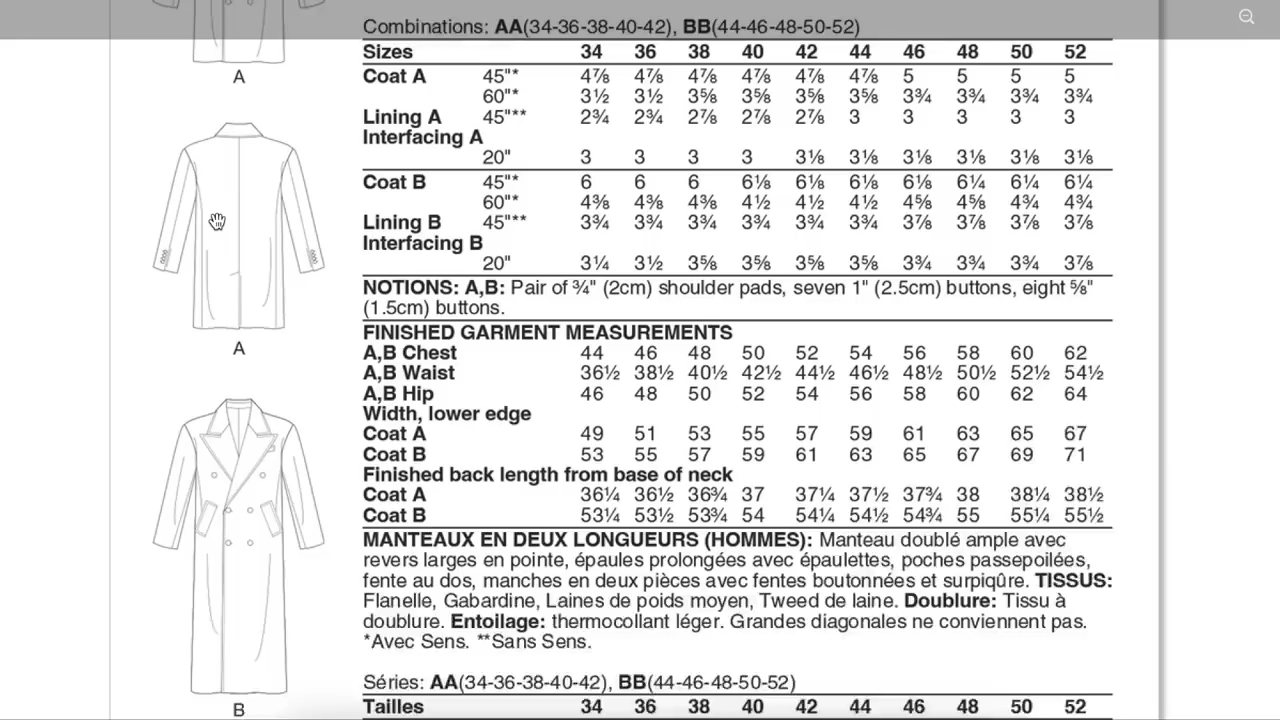 Combinations: AA(34-36-38-40-42), BB(44-46-48-50-52)
Sizes 34 36 38 40 42 44 46 48 50 52
Coat A 45"* 4⅞ 4⅞ 4⅞ 4⅞ 4⅞ 4⅞ 5 5 5 5
60"* 3½ 3½ 3⅝ 3⅝ 3⅝ 3⅝ 3¾ 3¾ 3¾ 3¾
Lining A 45"** 2¾ 2¾ 2⅞ 2⅞ 2⅞ 3 3 3 3 3
Interfacing A
20" 3 3 3 3 3⅛ 3⅛ 3⅛ 3⅛ 3⅛ 3⅛
Coat B 45"* 6 6 6 6⅛ 6⅛ 6⅛ 6⅛ 6¼ 6¼ 6¼
60"* 4⅜ 4⅜ 4⅜ 4½ 4½ 4½ 4⅝ 4⅝ 4¾ 4¾
Lining B 45"** 3¾ 3¾ 3¾ 3¾ 3¾ 3¾ 3⅞ 3⅞ 3⅞ 3⅞
Interfacing B
20" 3¼ 3½ 3⅝ 3⅝ 3⅝ 3⅝ 3¾ 3¾ 3¾ 3⅞
NOTIONS: A,B: Pair of ¾" (2cm) shoulder pads, seven 1" (2.5cm) buttons, eight ⅝"
(1.5cm) buttons.
FINISHED GARMENT MEASUREMENTS
A,B Chest 44 46 48 50 52 54 56 58 60 62
A,B Waist 36½ 38½ 40½ 42½ 44½ 46½ 48½ 50½ 52½ 54½
A,B Hip 46 48 50 52 54 56 58 60 62 64
Width, lower edge
Coat A 49 51 53 55 57 59 61 63 65 67
Coat B 53 55 57 59 61 63 65 67 69 71
Finished back length from base of neck
Coat A 36¼ 36½ 36¾ 37 37¼ 37½ 37¾ 38 38¼ 38½
Coat B 53¼ 53½ 53¾ 54 54¼ 54½ 54¾ 55 55¼ 55½
MANTEAUX EN DEUX LONGUEURS (HOMMES): Manteau doublé ample avec
revers larges en pointe, épaules prolongées avec épaulettes, poches passepoilées,
fente au dos, manches en deux pièces avec fentes boutonnées et surpiqûre. TISSUS:
Flanelle, Gabardine, Laines de poids moyen, Tweed de laine. Doublure: Tissu à
doublure. Entoilage: thermocollant léger. Grandes diagonales ne conviennent pas.
*Avec Sens. **Sans Sens.
Séries: AA(34-36-38-40-42), BB(44-46-48-50-52)
Tailles 34 36 38 40 42 44 46 48 50 52
A
A
B